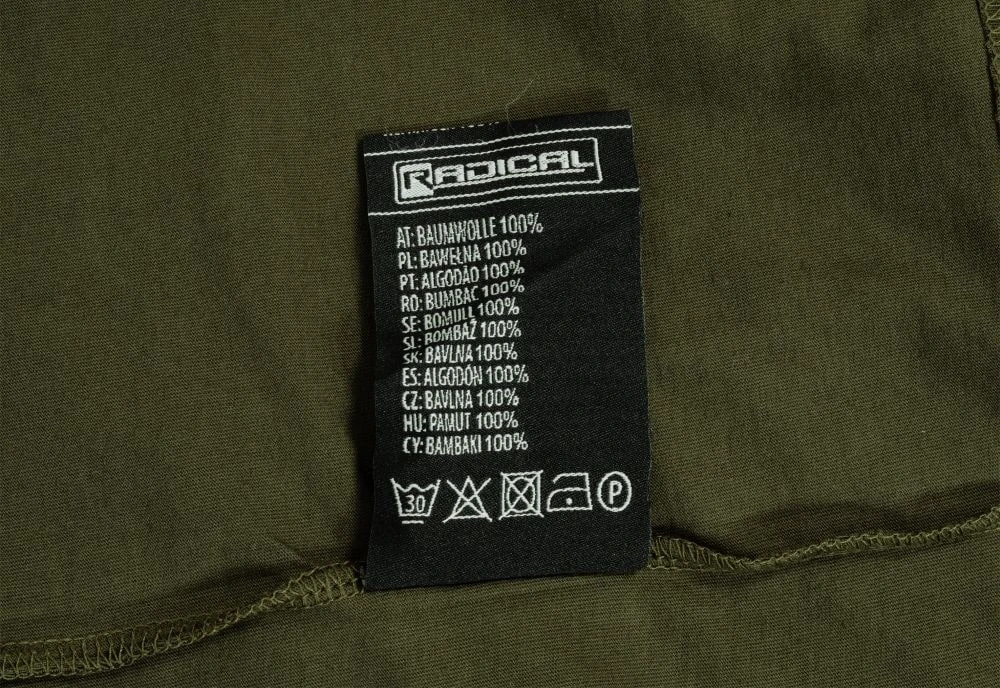 RADICAL
AT: BAUMWOLLE 100%
PL: BAWEŁNA 100%
PT: ALGODÃO 100%
RO: BUMBAC 100%
SE: BOMULL 100%
SL: BOMBAŽ 100%
SK: BAVLNA 100%
ES: ALGODÓN 100%
CZ: BAVLNA 100%
HU: PAMUT 100%
CY: BAMBAKI 100%
30 P